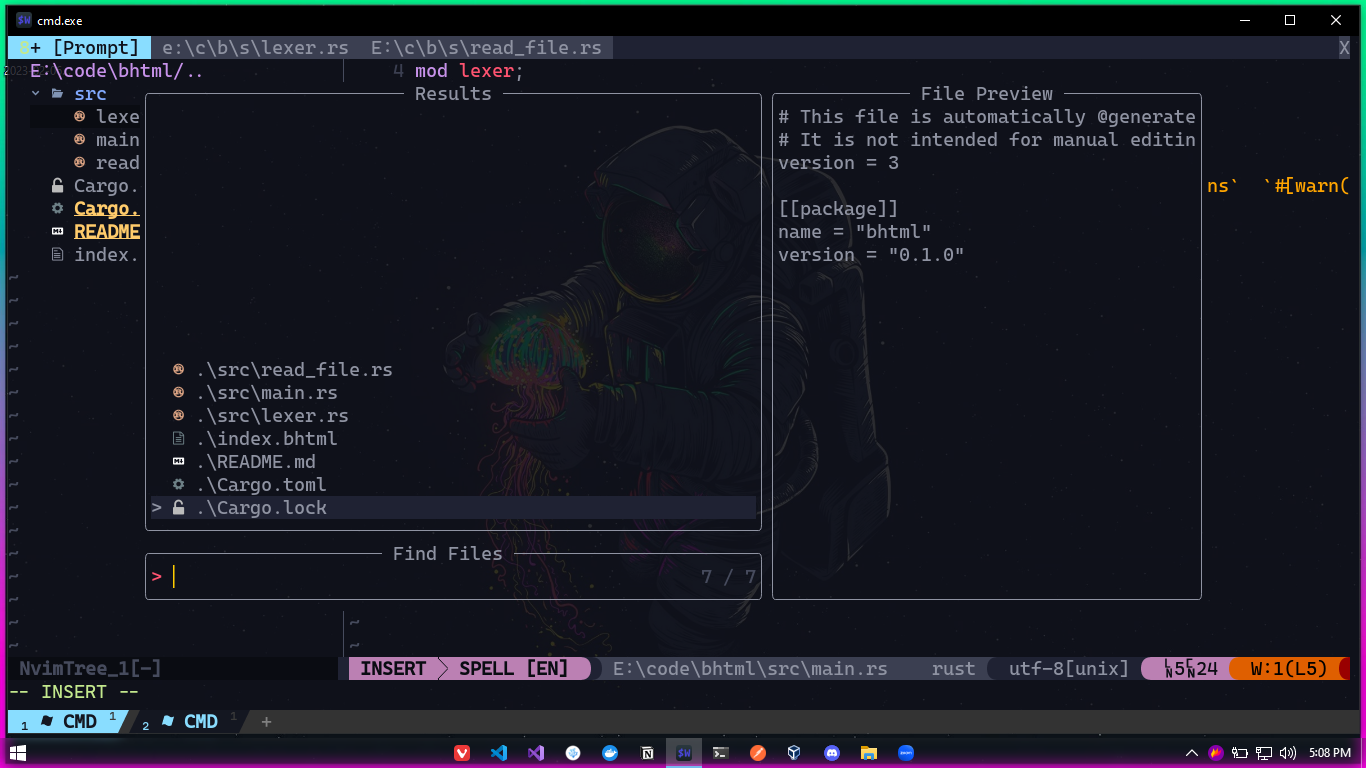 cmd.exe
8+ [Prompt] e:\c\b\s\lexer.rs E:\c\b\s\read_file.rs X
E:\code\bhtml/..
4 mod lexer;
src
lexe
main
read
Cargo.
Cargo.
README
index.
Results
.\src\read_file.rs
.\src\main.rs
.\src\lexer.rs
.\index.bhtml
.\README.md
.\Cargo.toml
> .\Cargo.lock
Find Files
> 7 / 7
File Preview
# This file is automatically @generate
# It is not intended for manual editin
version = 3
[[package]]
name = "bhtml"
version = "0.1.0"
ns` `#[warn(
NvimTree_1[-]
INSERT SPELL [EN] E:\code\bhtml\src\main.rs rust utf-8[unix] LN5CN24 W:1(L5)
-- INSERT --
1 CMD 1 2 CMD 1 +
5:08 PM